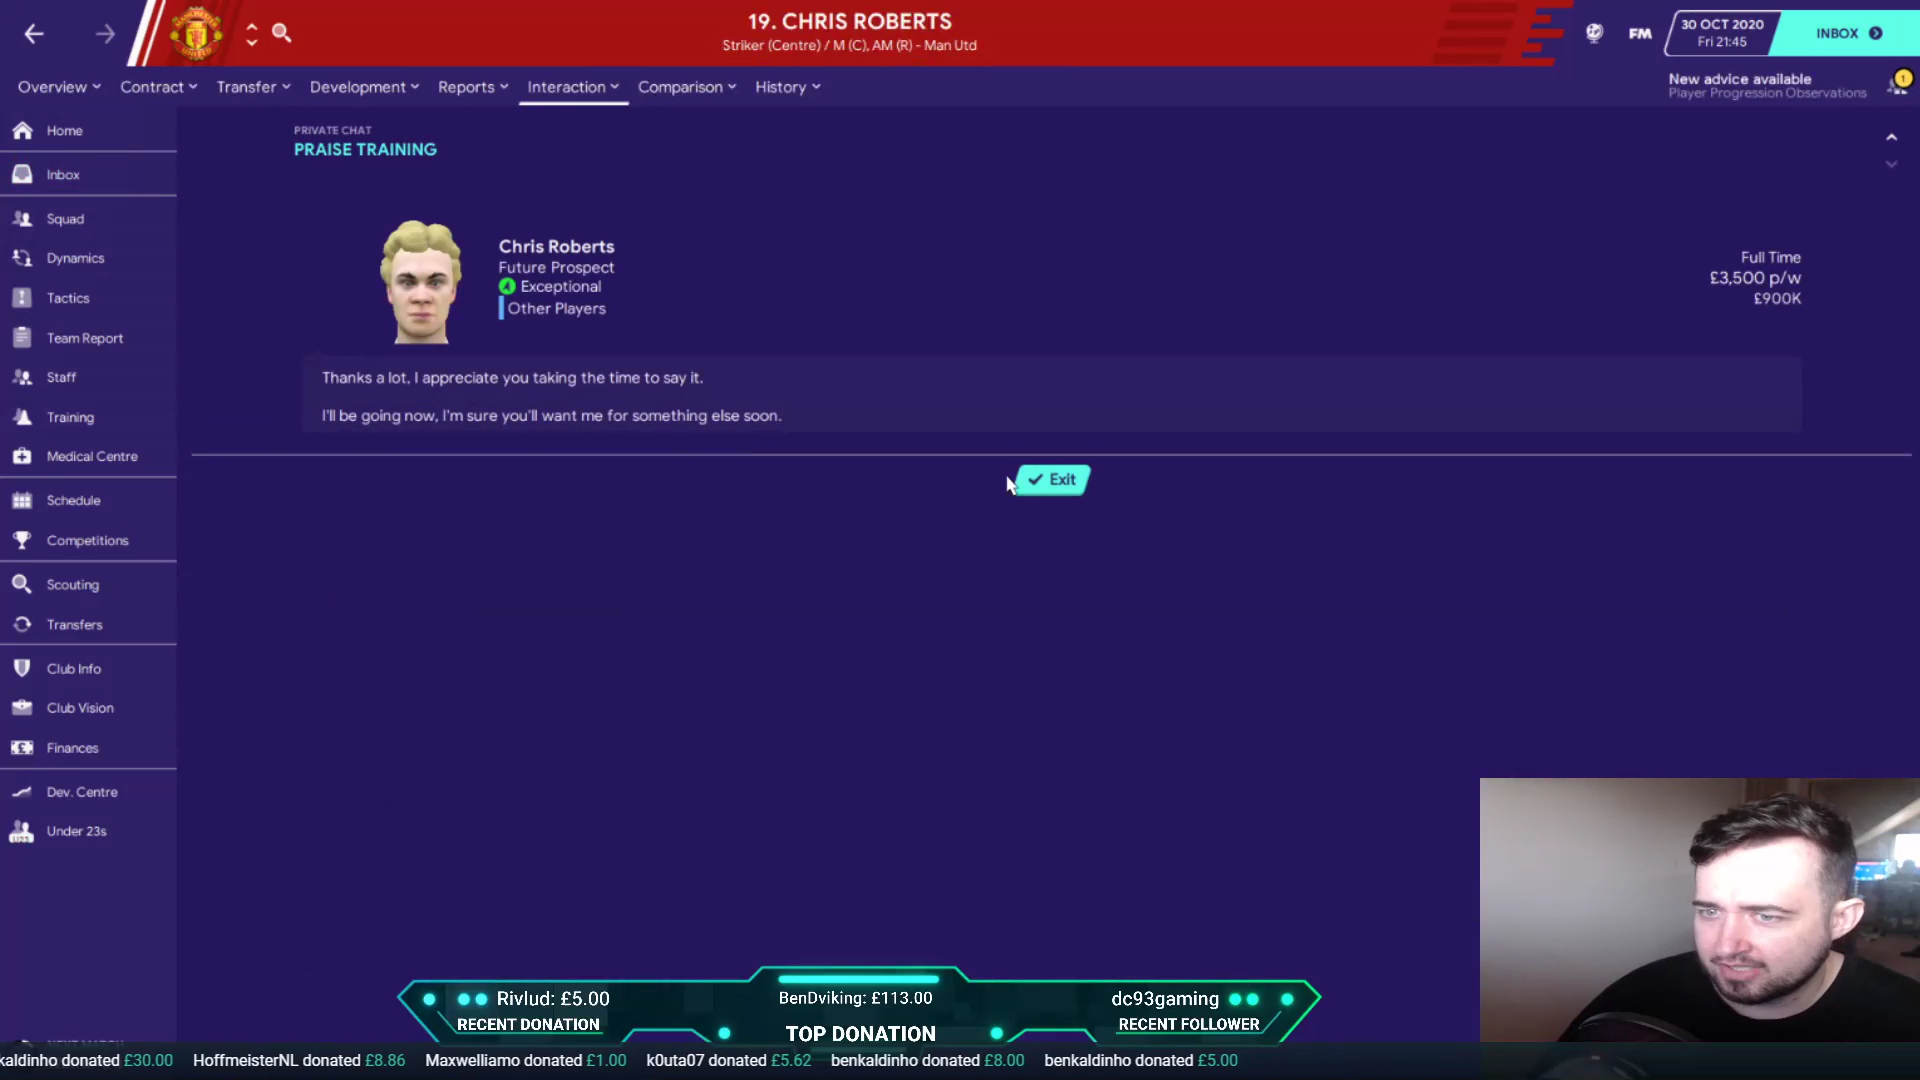 19. CHRIS ROBERTS
Striker (Centre) / M (C), AM (R) - Man Utd
FM
30 OCT 2020
Fri 21:45
INBOX
Overview
Contract
Transfer
Development
Reports
Interaction
Comparison
History
New advice available
Player Progression Observations
1
Home
Inbox
Squad
Dynamics
Tactics
Team Report
Staff
Training
Medical Centre
Schedule
Competitions
Scouting
Transfers
Club Info
Club Vision
Finances
Dev. Centre
Under 23s
PRIVATE CHAT
PRAISE TRAINING
Chris Roberts
Future Prospect
Exceptional
Other Players
Full Time
£3,500 p/w
£900K
Thanks a lot, I appreciate you taking the time to say it.
I'll be going now, I'm sure you'll want me for something else soon.
Exit
Rivlud: £5.00
RECENT DONATION
BenDviking: £113.00
TOP DONATION
dc93gaming
RECENT FOLLOWER
kaldinho donated £30.00 HoffmeisterNL donated £8.86 Maxwelliamo donated £1.00 k0uta07 donated £5.62 benkaldinho donated £8.00 benkaldinho donated £5.00